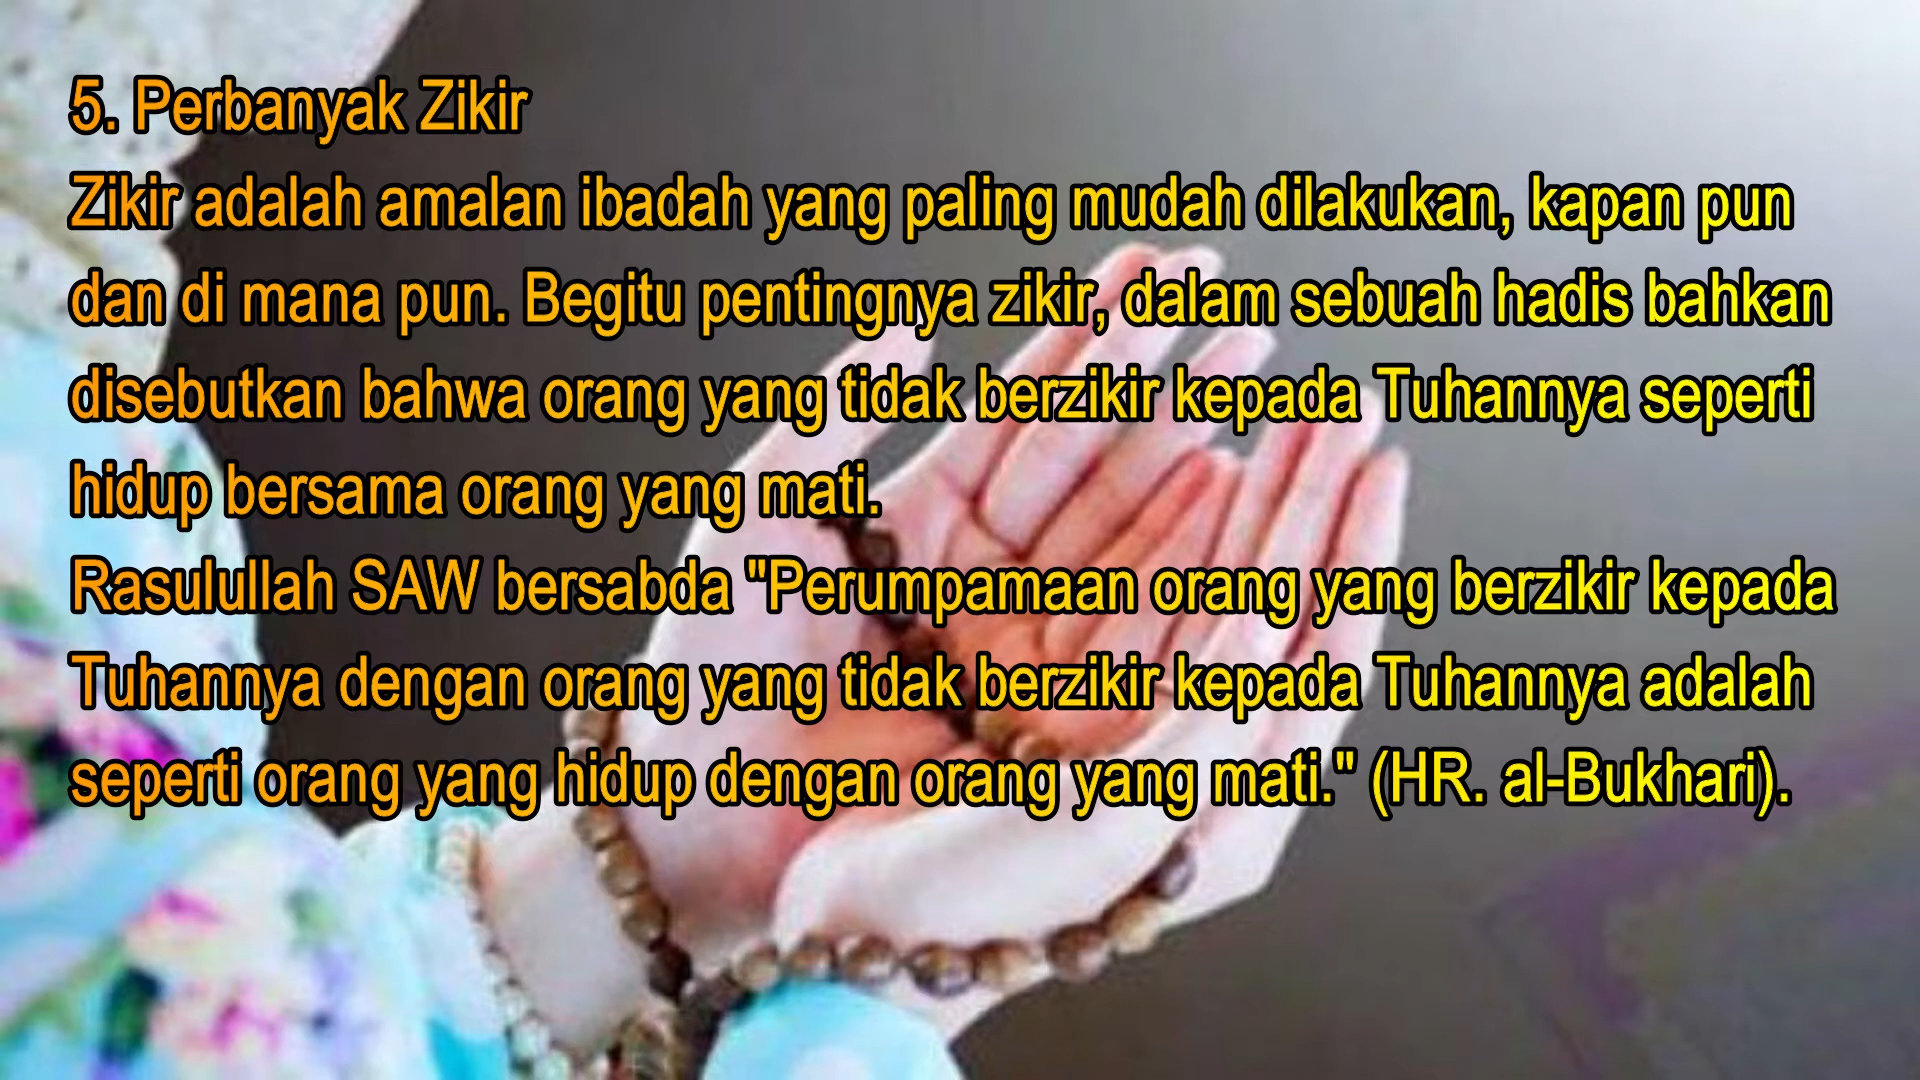 5. Perbanyak Zikir
Zikir adalah amalan ibadah yang paling mudah dilakukan, kapan pun
dan di mana pun. Begitu pentingnya zikir, dalam sebuah hadis bahkan
disebutkan bahwa orang yang tidak berzikir kepada Tuhannya seperti
hidup bersama orang yang mati.
Rasulullah SAW bersabda "Perumpamaan orang yang berzikir kepada
Tuhannya dengan orang yang tidak berzikir kepada Tuhannya adalah
seperti orang yang hidup dengan orang yang mati." (HR. al-Bukhari).